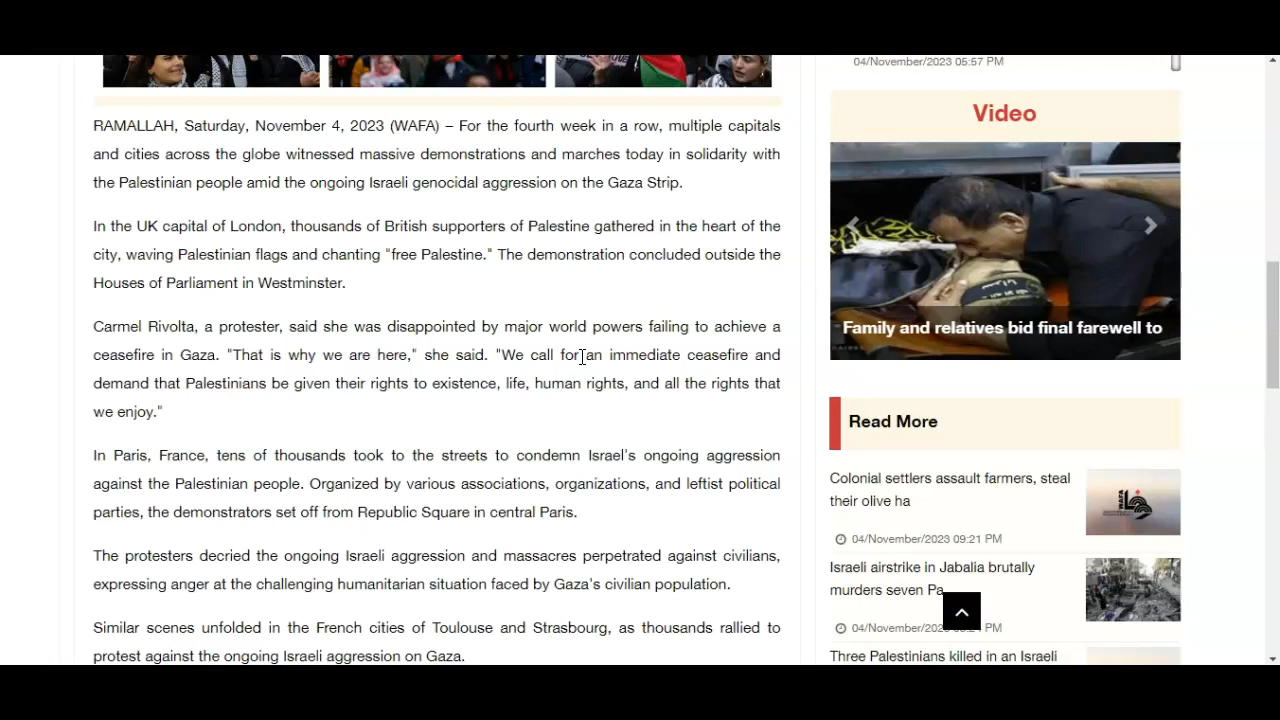 RAMALLAH, Saturday, November 4, 2023 (WAFA) – For the fourth week in a row, multiple capitals
and cities across the globe witnessed massive demonstrations and marches today in solidarity with
the Palestinian people amid the ongoing Israeli genocidal aggression on the Gaza Strip.
In the UK capital of London, thousands of British supporters of Palestine gathered in the heart of the
city, waving Palestinian flags and chanting "free Palestine." The demonstration concluded outside the
Houses of Parliament in Westminster.
Carmel Rivolta, a protester, said she was disappointed by major world powers failing to achieve a
ceasefire in Gaza. "That is why we are here," she said. "We call for an immediate ceasefire and
demand that Palestinians be given their rights to existence, life, human rights, and all the rights that
we enjoy."
In Paris, France, tens of thousands took to the streets to condemn Israel's ongoing aggression
against the Palestinian people. Organized by various associations, organizations, and leftist political
parties, the demonstrators set off from Republic Square in central Paris.
The protesters decried the ongoing Israeli aggression and massacres perpetrated against civilians,
expressing anger at the challenging humanitarian situation faced by Gaza's civilian population.
Similar scenes unfolded in the French cities of Toulouse and Strasbourg, as thousands rallied to
protest against the ongoing Israeli aggression on Gaza.
04/November/2023 05:57 PM
Video
Family and relatives bid final farewell to
Read More
Colonial settlers assault farmers, steal
their olive ha
04/November/2023 09:21 PM
Israeli airstrike in Jabalia brutally
murders seven Pa
PM
Three Palestinians killed in an Israeli